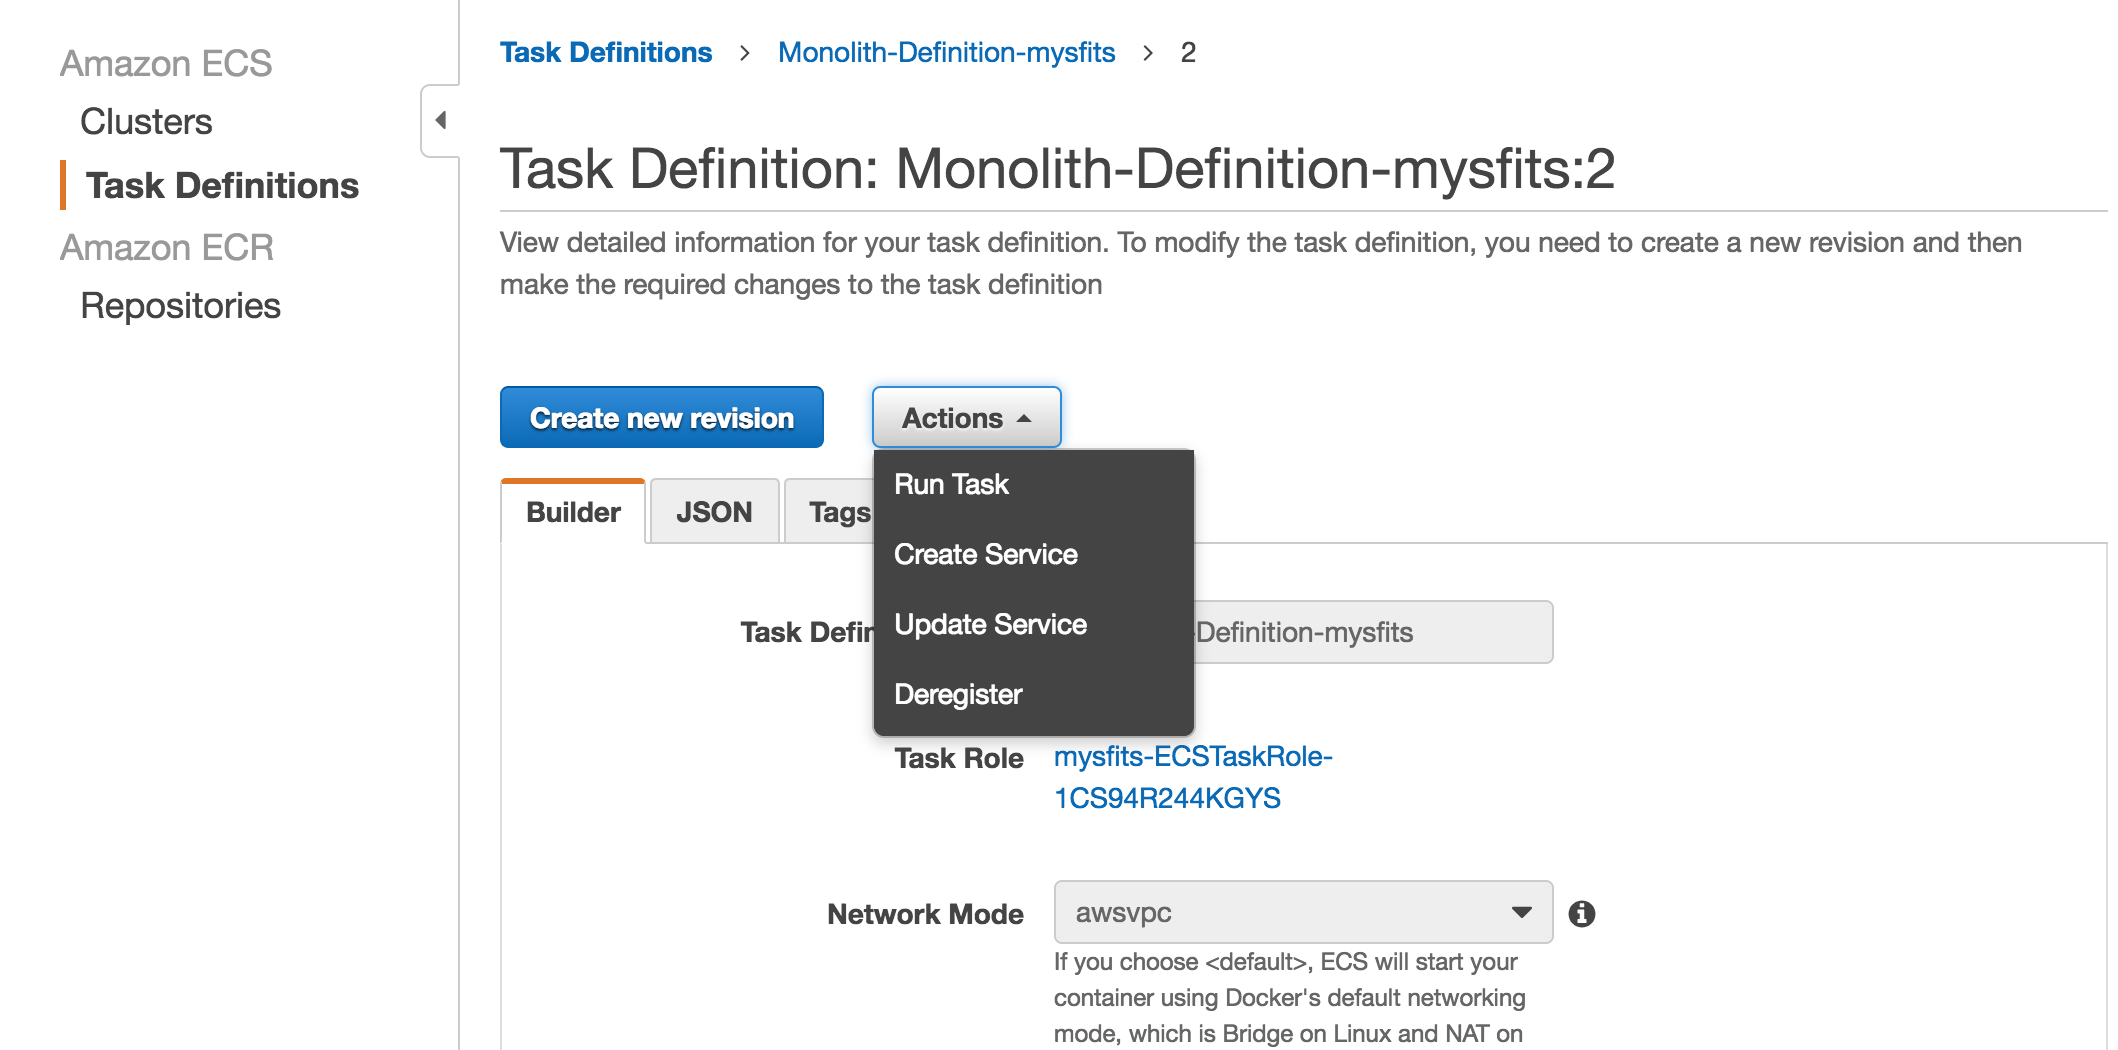 Amazon ECS
Clusters
Task Definitions
Amazon ECR
Repositories
Task Definitions > Monolith-Definition-mysfits > 2
Task Definition: Monolith-Definition-mysfits:2
View detailed information for your task definition. To modify the task definition, you need to create a new revision and then
make the required changes to the task definition
Create new revision
Actions
Run Task
Create Service
Update Service
Deregister
Builder
JSON
Tags
Task Defin
-Definition-mysfits
Task Role
mysfits-ECSTaskRole-
1CS94R244KGYS
Network Mode
awsvpc
If you choose <default>, ECS will start your
container using Docker's default networking
mode, which is Bridge on Linux and NAT on